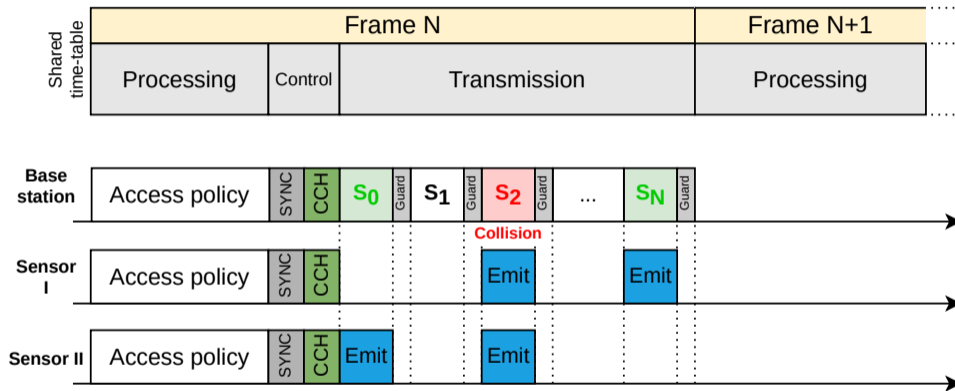 Frame N
Frame N+1
Shared
time-table
Processing
Control
Transmission
Processing
Base
station
Access policy
SYNC
CCH
S0
Guard
S1
Guard
S2
Guard
...
SN
Guard
Collision
Sensor
I
Access policy
SYNC
CCH
Emit
Emit
Sensor II
Access policy
SYNC
CCH
Emit
Emit